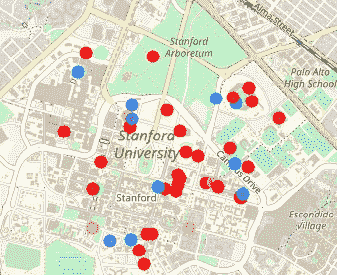 Alma Street
Stanford
Arboretum
Palo Alto
High School
Stanford
University
Campus Drive
Stanford
Escondido
Village